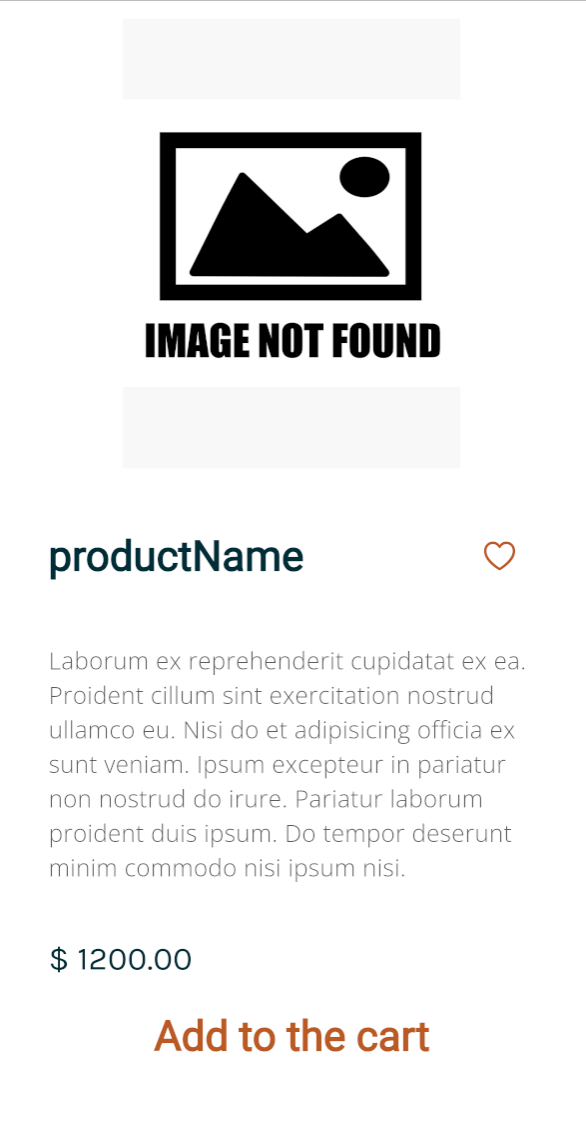 IMAGE NOT FOUND
productName
Laborum ex reprehenderit cupidatat ex ea.
Proident cillum sint exercitation nostrud
ullamco eu. Nisi do et adipisicing officia ex
sunt veniam. Ipsum excepteur in pariatur
non nostrud do irure. Pariatur laborum
proident duis ipsum. Do tempor deserunt
minim commodo nisi ipsum nisi.
$ 1200.00
Add to the cart